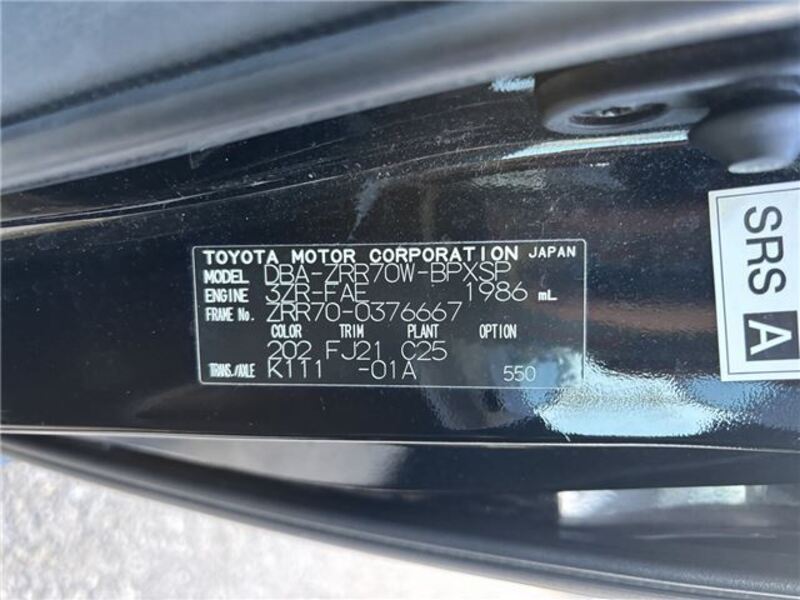 TOYOTA MOTOR CORPORATION JAPAN
MODEL DBA-ZRR70W-BPXSP
ENGINE 3ZR-FAE 1986 mL
FRAME No. ZRR70-0376667
COLOR TRIM PLANT OPTION
202 FJ21 C25
TRANS./AXLE K111 -01A 550
SRS A